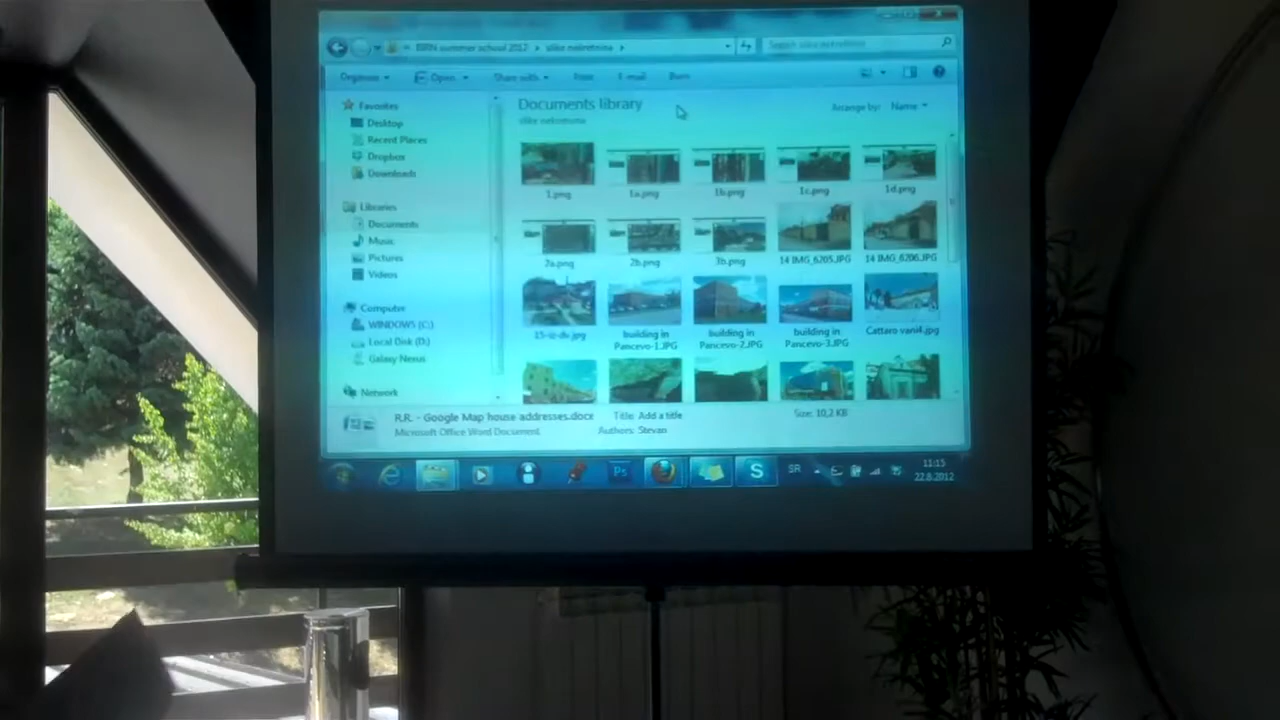 ISRN summer school 2012 ▸ slike nekretnina ▸
Search slike nekretnina
Organize Open Share with Print E-mail Burn
Favorites
Desktop
Recent Places
Dropbox
Downloads
Libraries
Documents
Music
Pictures
Videos
Computer
WINDOWS (C:)
Local Disk (D:)
Galaxy Nexus
Network
Documents library
slike nekretnina
Arrange by: Name
1.png 1a.png 1b.png 1c.png 1d.png
2a.png 2b.png 3b.png 14 IMG_6205.JPG 14 IMG_6206.JPG
building in Pancevo-1.JPG
building in Pancevo-2.JPG
building in Pancevo-3.JPG
Cattaro vani4.jpg
R.R. - Google Map house addresses.docx Title: Add a title Size: 10,2 KB
Microsoft Office Word Document Authors: Stevan
Ps S SR 11:15
22.8.2012